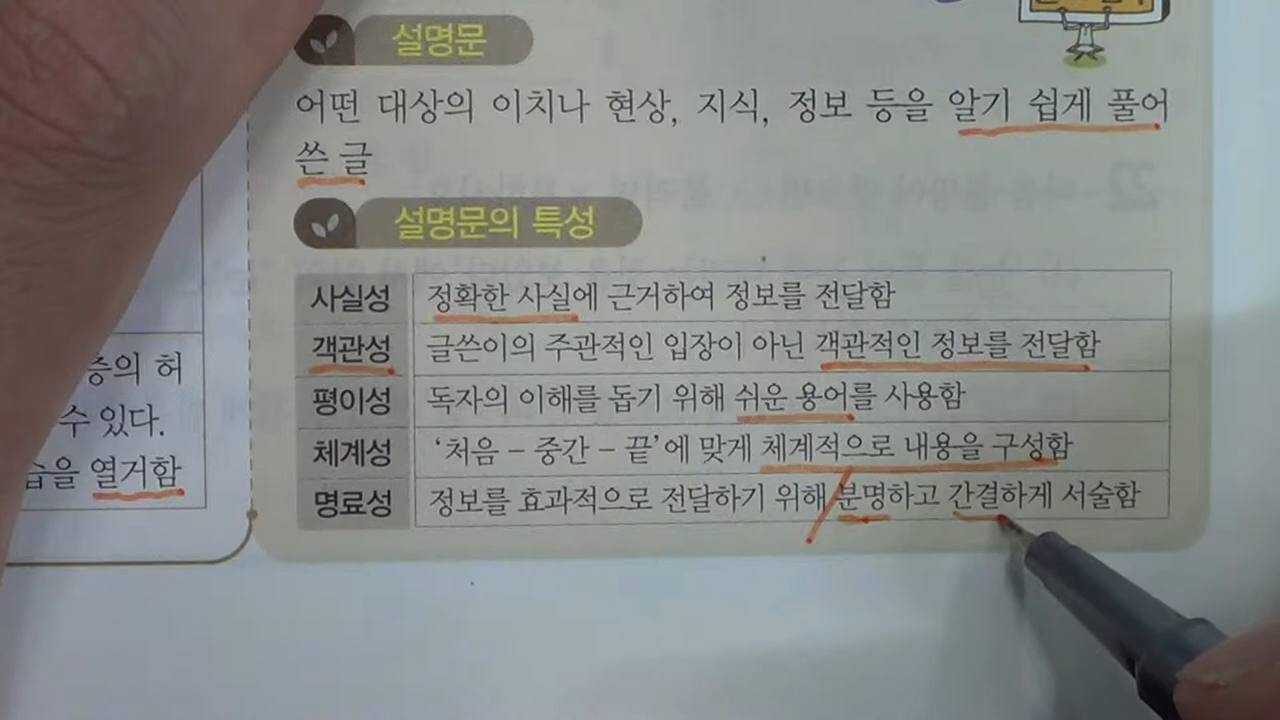 설명문
어떤 대상의 이치나 현상, 지식, 정보 등을 알기 쉽게 풀어
쓴 글
설명문의 특성
사실성 정확한 사실에 근거하여 정보를 전달함
객관성 글쓴이의 주관적인 입장이 아닌 객관적인 정보를 전달함
평이성 독자의 이해를 돕기 위해 쉬운 용어를 사용함
체계성 ‘처음 – 중간 – 끝’에 맞게 체계적으로 내용을 구성함
명료성 정보를 효과적으로 전달하기 위해 분명하고 간결하게 서술함
층의 허
수 있다.
습을 열거함